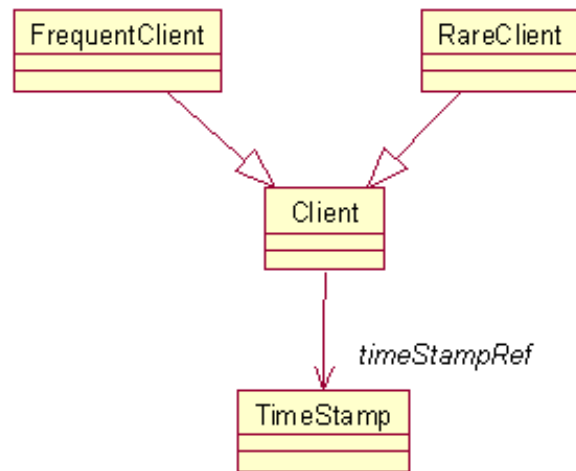 FrequentClient
RareClient
Client
timeStampRef
TimeStamp